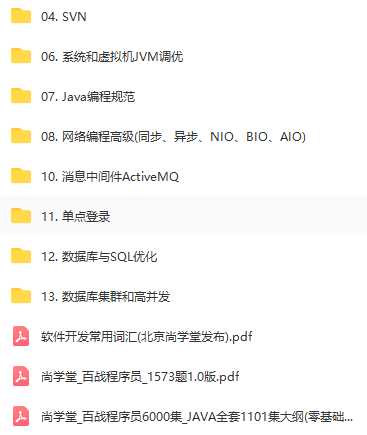 04. SVN
06. 系统和虚拟机JVM调优
07. Java编程规范
08. 网络编程高级(同步、异步、NIO、BIO、AIO)
10. 消息中间件ActiveMQ
11. 单点登录
12. 数据库与SQL优化
13. 数据库集群和高并发
软件开发常用词汇(北京尚学堂发布).pdf
尚学堂_百战程序员_1573题1.0版.pdf
尚学堂_百战程序员6000集_JAVA全套1101集大纲(零基础...